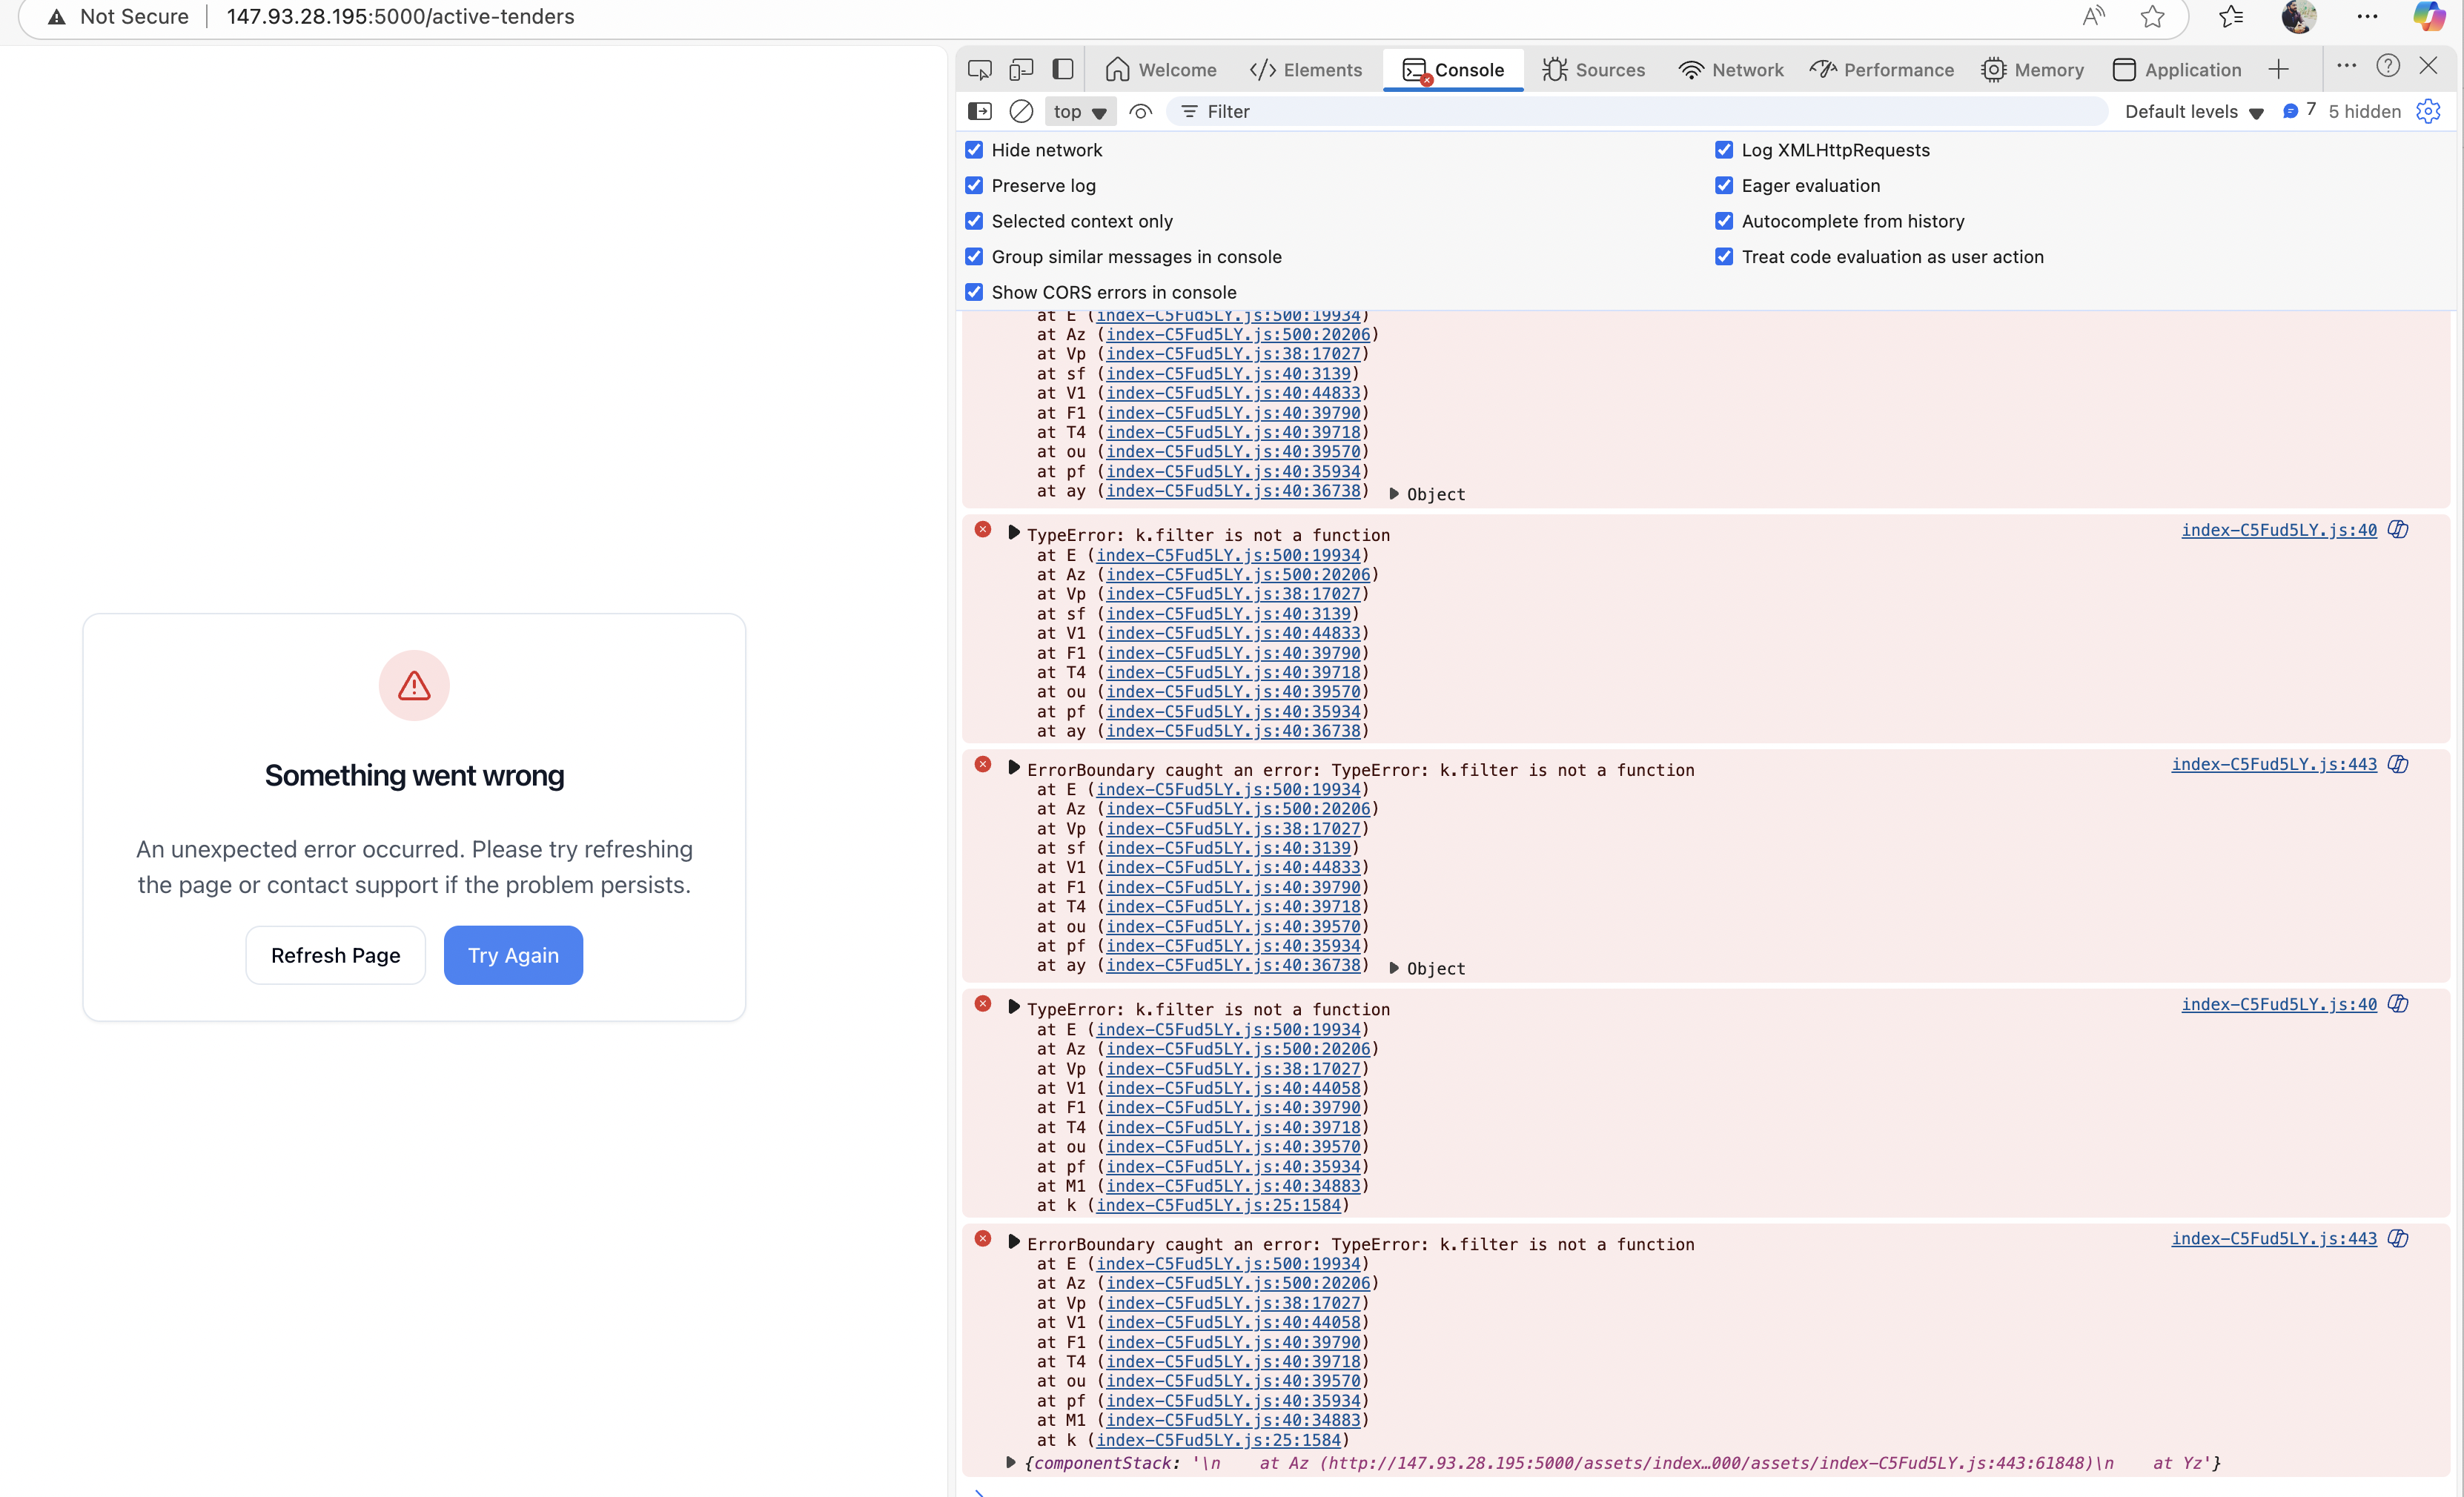 Not Secure | 147.93.28.195:5000/active-tenders
Welcome
Elements
Console
Sources
Network
Performance
Memory
Application
top
Filter
Default levels
7
5 hidden
Hide network
Log XMLHttpRequests
Preserve log
Eager evaluation
Selected context only
Autocomplete from history
Group similar messages in console
Treat code evaluation as user action
Show CORS errors in console
at E (index-C5Fud5LY.js:500:19934)
at Az (index-C5Fud5LY.js:500:20206)
at Vp (index-C5Fud5LY.js:38:17027)
at sf (index-C5Fud5LY.js:40:3139)
at V1 (index-C5Fud5LY.js:40:44833)
at F1 (index-C5Fud5LY.js:40:39790)
at T4 (index-C5Fud5LY.js:40:39718)
at ou (index-C5Fud5LY.js:40:39570)
at pf (index-C5Fud5LY.js:40:35934)
at ay (index-C5Fud5LY.js:40:36738) Object
TypeError: k.filter is not a function index-C5Fud5LY.js:40
at E (index-C5Fud5LY.js:500:19934)
at Az (index-C5Fud5LY.js:500:20206)
at Vp (index-C5Fud5LY.js:38:17027)
at sf (index-C5Fud5LY.js:40:3139)
at V1 (index-C5Fud5LY.js:40:44833)
at F1 (index-C5Fud5LY.js:40:39790)
at T4 (index-C5Fud5LY.js:40:39718)
at ou (index-C5Fud5LY.js:40:39570)
at pf (index-C5Fud5LY.js:40:35934)
at ay (index-C5Fud5LY.js:40:36738)
ErrorBoundary caught an error: TypeError: k.filter is not a function index-C5Fud5LY.js:443
at E (index-C5Fud5LY.js:500:19934)
at Az (index-C5Fud5LY.js:500:20206)
at Vp (index-C5Fud5LY.js:38:17027)
at sf (index-C5Fud5LY.js:40:3139)
at V1 (index-C5Fud5LY.js:40:44833)
at F1 (index-C5Fud5LY.js:40:39790)
at T4 (index-C5Fud5LY.js:40:39718)
at ou (index-C5Fud5LY.js:40:39570)
at pf (index-C5Fud5LY.js:40:35934)
at ay (index-C5Fud5LY.js:40:36738) Object
TypeError: k.filter is not a function index-C5Fud5LY.js:40
at E (index-C5Fud5LY.js:500:19934)
at Az (index-C5Fud5LY.js:500:20206)
at Vp (index-C5Fud5LY.js:38:17027)
at V1 (index-C5Fud5LY.js:40:44058)
at F1 (index-C5Fud5LY.js:40:39790)
at T4 (index-C5Fud5LY.js:40:39718)
at ou (index-C5Fud5LY.js:40:39570)
at pf (index-C5Fud5LY.js:40:35934)
at M1 (index-C5Fud5LY.js:40:34883)
at k (index-C5Fud5LY.js:25:1584)
ErrorBoundary caught an error: TypeError: k.filter is not a function index-C5Fud5LY.js:443
at E (index-C5Fud5LY.js:500:19934)
at Az (index-C5Fud5LY.js:500:20206)
at Vp (index-C5Fud5LY.js:38:17027)
at V1 (index-C5Fud5LY.js:40:44058)
at F1 (index-C5Fud5LY.js:40:39790)
at T4 (index-C5Fud5LY.js:40:39718)
at ou (index-C5Fud5LY.js:40:39570)
at pf (index-C5Fud5LY.js:40:35934)
at M1 (index-C5Fud5LY.js:40:34883)
at k (index-C5Fud5LY.js:25:1584)
{componentStack: '\n    at Az (http://147.93.28.195:5000/assets/index…000/assets/index-C5Fud5LY.js:443:61848)\n    at Yz'}
Something went wrong
An unexpected error occurred. Please try refreshing
the page or contact support if the problem persists.
Refresh Page
Try Again